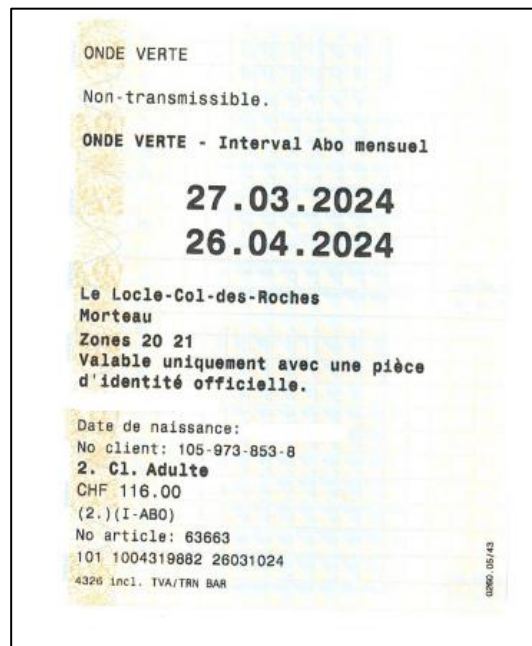 ONDE VERTE
Non-transmissible.
ONDE VERTE - Interval Abo mensuel
27.03.2024
26.04.2024
Le Locle-Col-des-Roches
Morteau
Zones 20 21
Valable uniquement avec une pièce
d'identité officielle.
Date de naissance:
No client: 105-973-853-8
2. Cl. Adulte
CHF 116.00
(2.)(I-ABO)
No article: 63663
101 1004319882 26031024
4326 incl. TVA/TRN BAR
0260.05/43